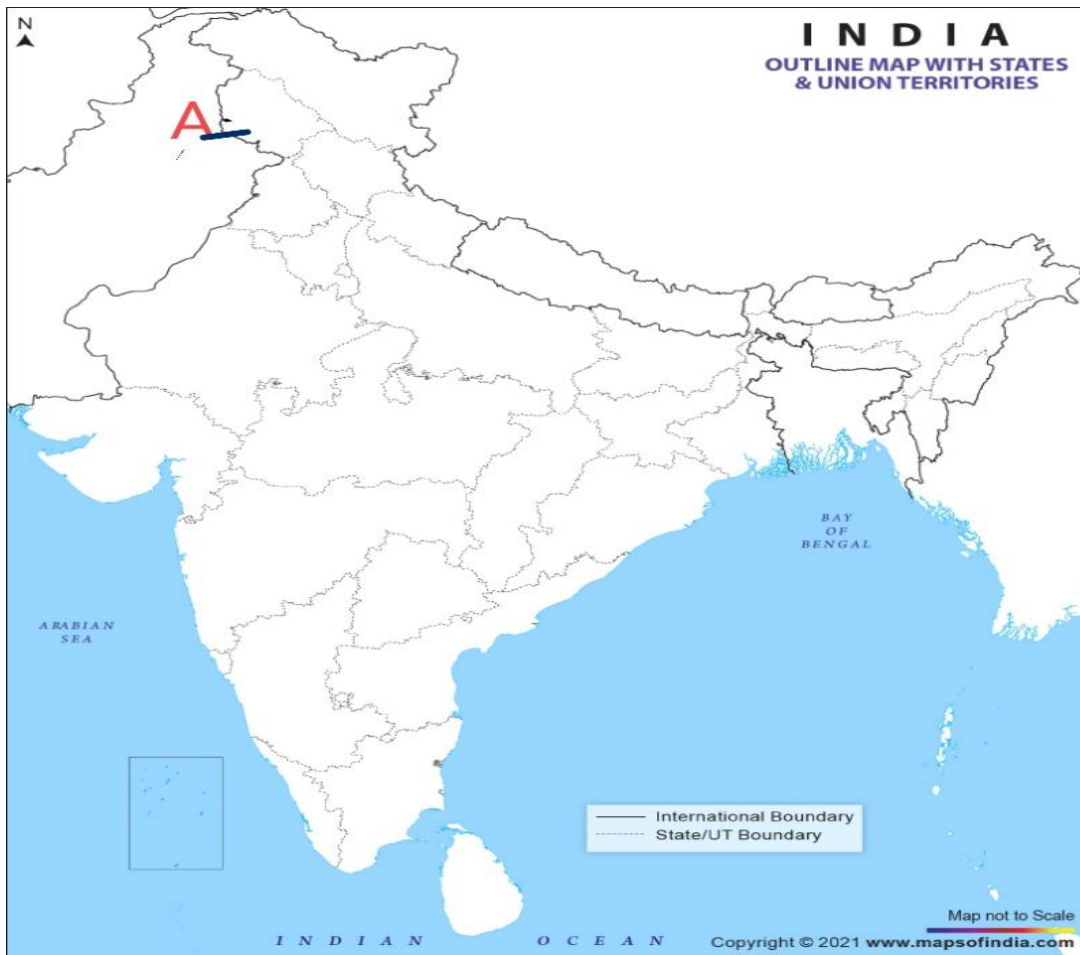 N
INDIA
OUTLINE MAP WITH STATES
& UNION TERRITORIES
A
BAY
OF
BENGAL
ARABIAN
SEA
International Boundary
State/UT Boundary
Map not to Scale
INDIAN OCEAN
Copyright © 2021 www.mapsofindia.com